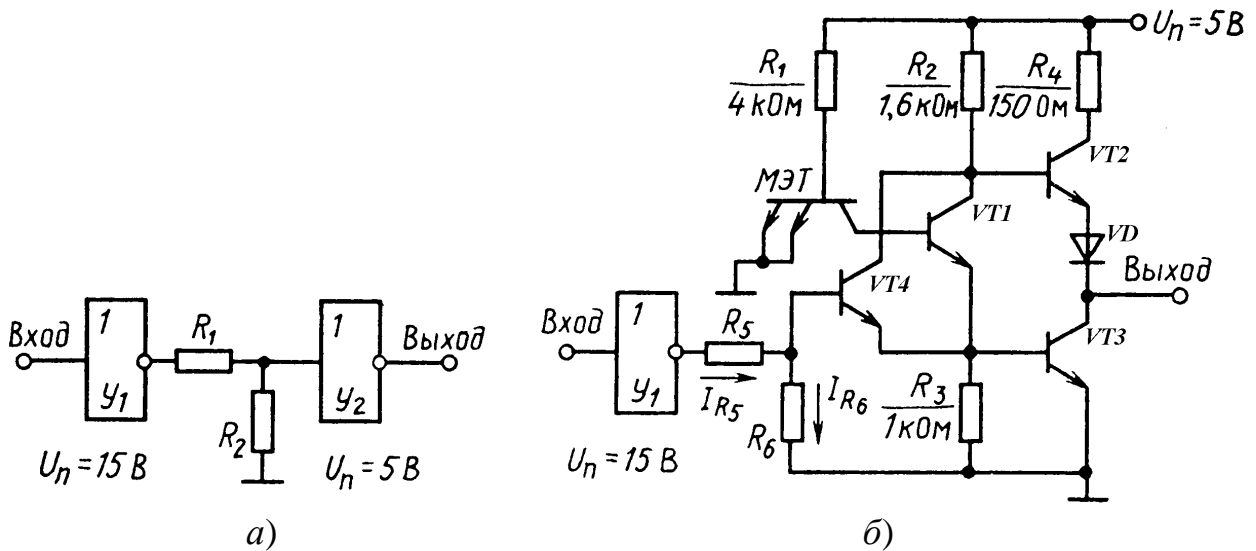 Вход
1
У1
Uп = 15 В
R1
R2
1
У2
Uп = 5 В
Выход
а)
Uп = 5 В
R1
4 кОм
R2
1,6 кОм
R4
150 Ом
МЭТ
VT1
VT2
VD
VT4
Выход
VT3
Вход
1
У1
Uп = 15 В
R5
IR5
R6
IR6
R3
1 кОм
б)